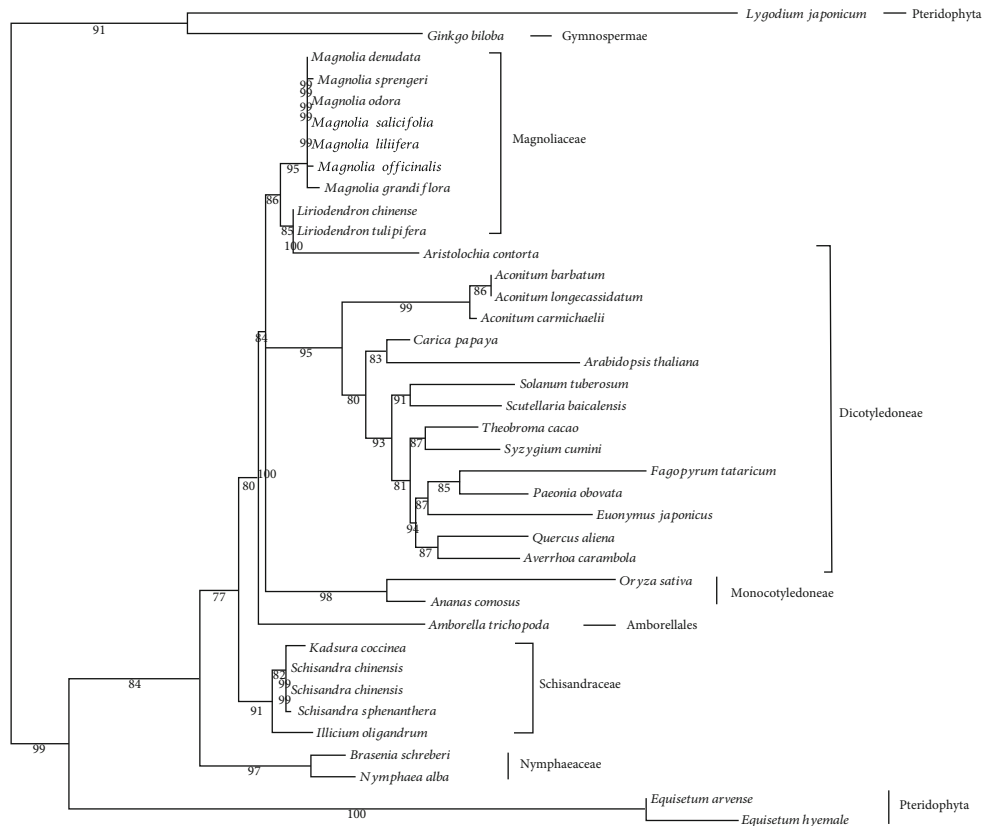 Lygodium japonicum Pteridophyta
91
Ginkgo biloba Gymnospermae
Magnolia denudata
Magnolia sprengeri
99
99
Magnolia odora
99
99
Magnolia salicifolia
Magnoliaceae
99
Magnolia liliifera
95
Magnolia officinalis
Magnolia grandiflora
86
Liriodendron chinense
85
Liriodendron tulipifera
100
Aristolochia contorta
Aconitum barbatum
86
Aconitum longecassidatum
99
Aconitum carmichaelii
84
Carica papaya
95
83
Arabidopsis thaliana
Solanum tuberosum
80
91
Scutellaria baicalensis
Dicotyledoneae
Theobroma cacao
93
87
Syzygium cumini
100
Fagopyrum tataricum
80
81
85
Paeonia obovata
87
Euonymus japonicus
94
Quercus aliena
87
Averrhoa carambola
Oryza sativa
77
98
Monocotyledoneae
Ananas comosus
Amborella trichopoda Amborellales
Kadsura coccinea
Schisandra chinensis
82
84
99
Schisandraceae
Schisandra chinensis
99
91
Schisandra sphenanthera
Illicium oligandrum
99
Brasenia schreberi
97
Nymphaeaceae
Nymphaea alba
Equisetum arvense
Pteridophyta
100
Equisetum hyemale